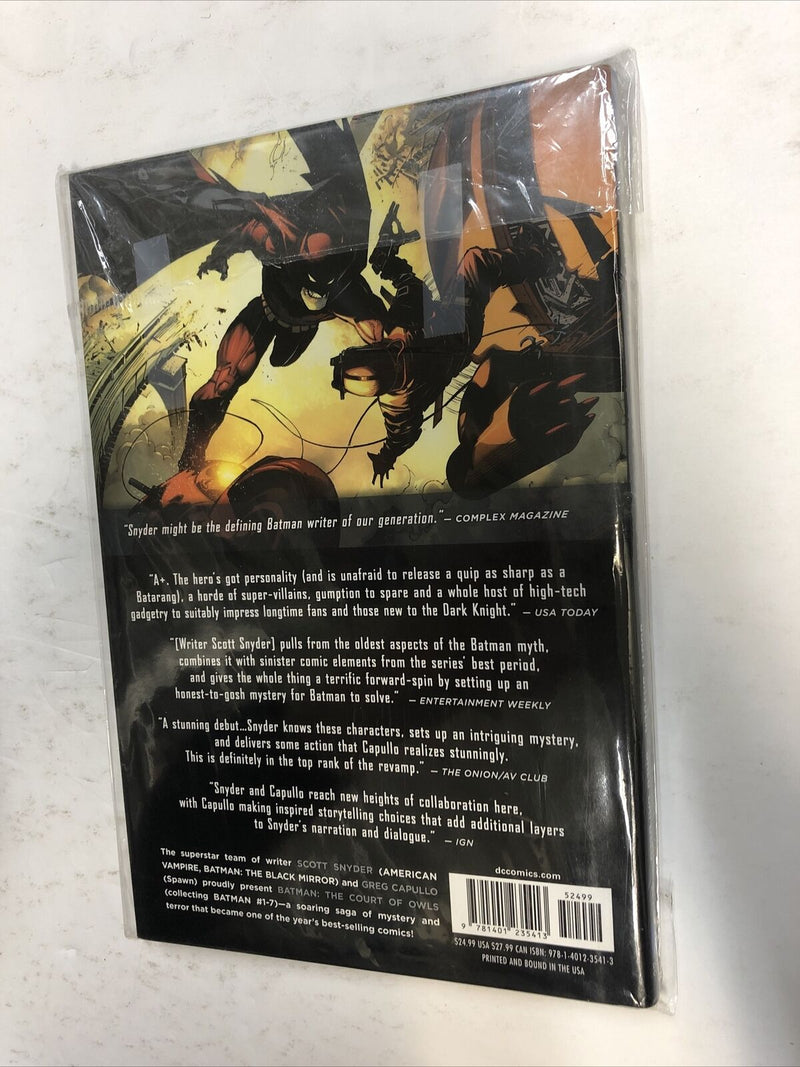 "Snyder might be the defining Batman writer of our generation." — COMPLEX MAGAZINE
"A+. The hero's got personality (and is unafraid to release a quip as sharp as a
Batarang), a horde of super-villains, gumption to spare and a whole host of high-tech
gadgetry to suitably impress longtime fans and those new to the Dark Knight." — USA TODAY
"[Writer Scott Snyder] pulls from the oldest aspects of the Batman myth,
combines it with sinister comic elements from the series' best period,
and gives the whole thing a terrific forward-spin by setting up an
honest-to-gosh mystery for Batman to solve." — ENTERTAINMENT WEEKLY
"A stunning debut...Snyder knows these characters, sets up an intriguing mystery,
and delivers some action that Capullo realizes stunningly.
This is definitely in the top rank of the revamp." — THE ONION/AV CLUB
"Snyder and Capullo reach new heights of collaboration here,
with Capullo making inspired storytelling choices that add additional layers
to Snyder's narration and dialogue." — IGN
The superstar team of writer SCOTT SNYDER (AMERICAN
VAMPIRE, BATMAN: THE BLACK MIRROR) and GREG CAPULLO
(Spawn) proudly present BATMAN: THE COURT OF OWLS
(collecting BATMAN #1-7)—a soaring saga of mystery and
terror that became one of the year's best-selling comics!
dccomics.com
52499
9 781401 235413
$24.99 USA $27.99 CAN ISBN: 978-1-4012-3541-3
PRINTED AND BOUND IN THE USA